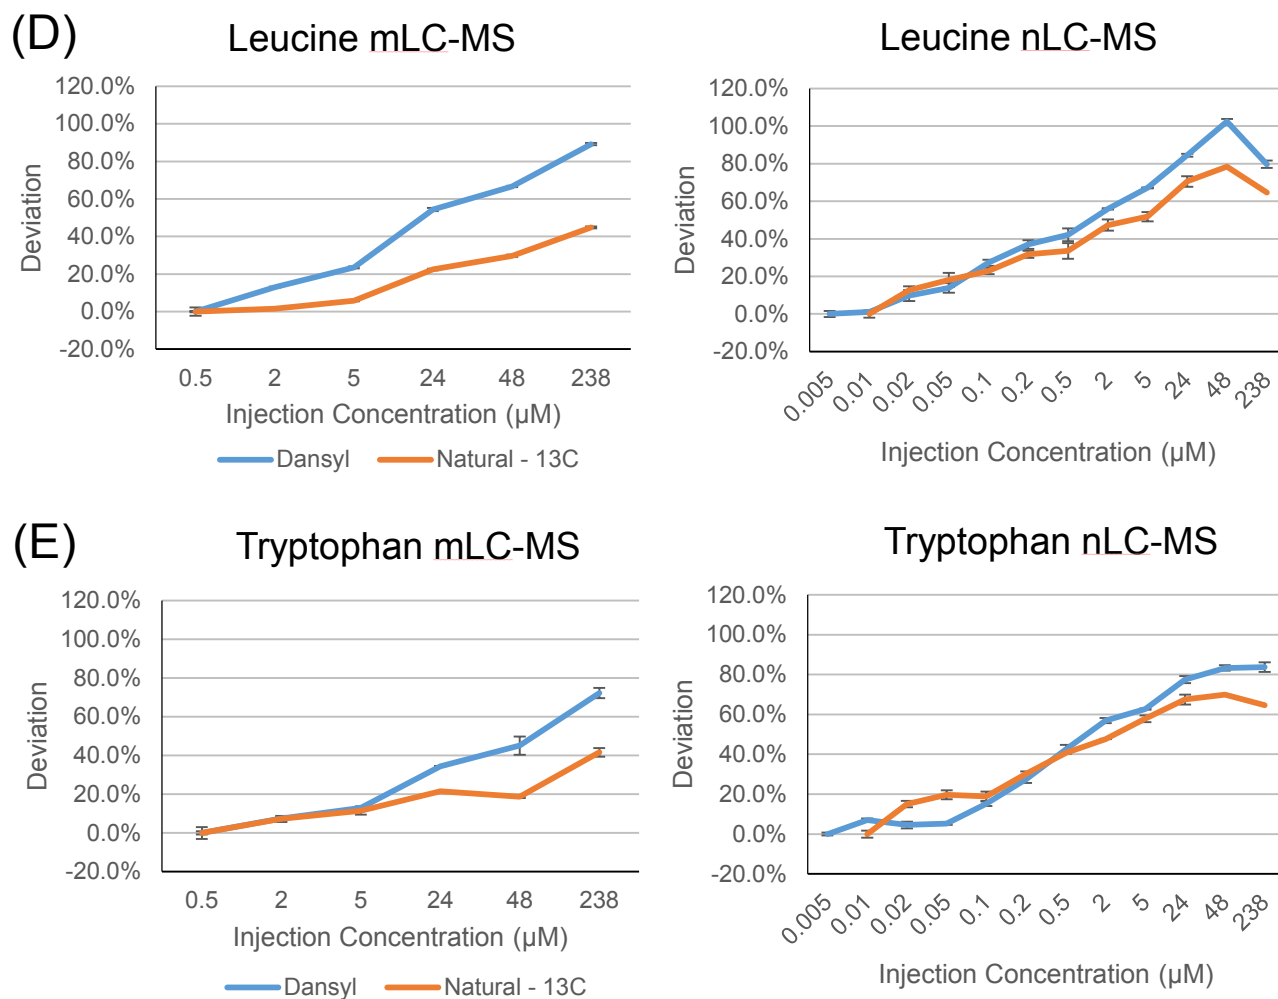 (D)
Leucine mLC-MS
120.0%
100.0%
80.0%
60.0%
40.0%
20.0%
0.0%
-20.0%
Deviation
0.5 2 5 24 48 238
Injection Concentration (µM)
Dansyl Natural - 13C
Leucine nLC-MS
120.0%
100.0%
80.0%
60.0%
40.0%
20.0%
0.0%
-20.0%
Deviation
0.005 0.01 0.02 0.05 0.1 0.2 0.5 2 5 24 48 238
Injection Concentration (µM)
(E)
Tryptophan mLC-MS
120.0%
100.0%
80.0%
60.0%
40.0%
20.0%
0.0%
-20.0%
Deviation
0.5 2 5 24 48 238
Injection Concentration (µM)
Dansyl Natural - 13C
Tryptophan nLC-MS
120.0%
100.0%
80.0%
60.0%
40.0%
20.0%
0.0%
-20.0%
Deviation
0.005 0.01 0.02 0.05 0.1 0.2 0.5 2 5 24 48 238
Injection Concentration (µM)